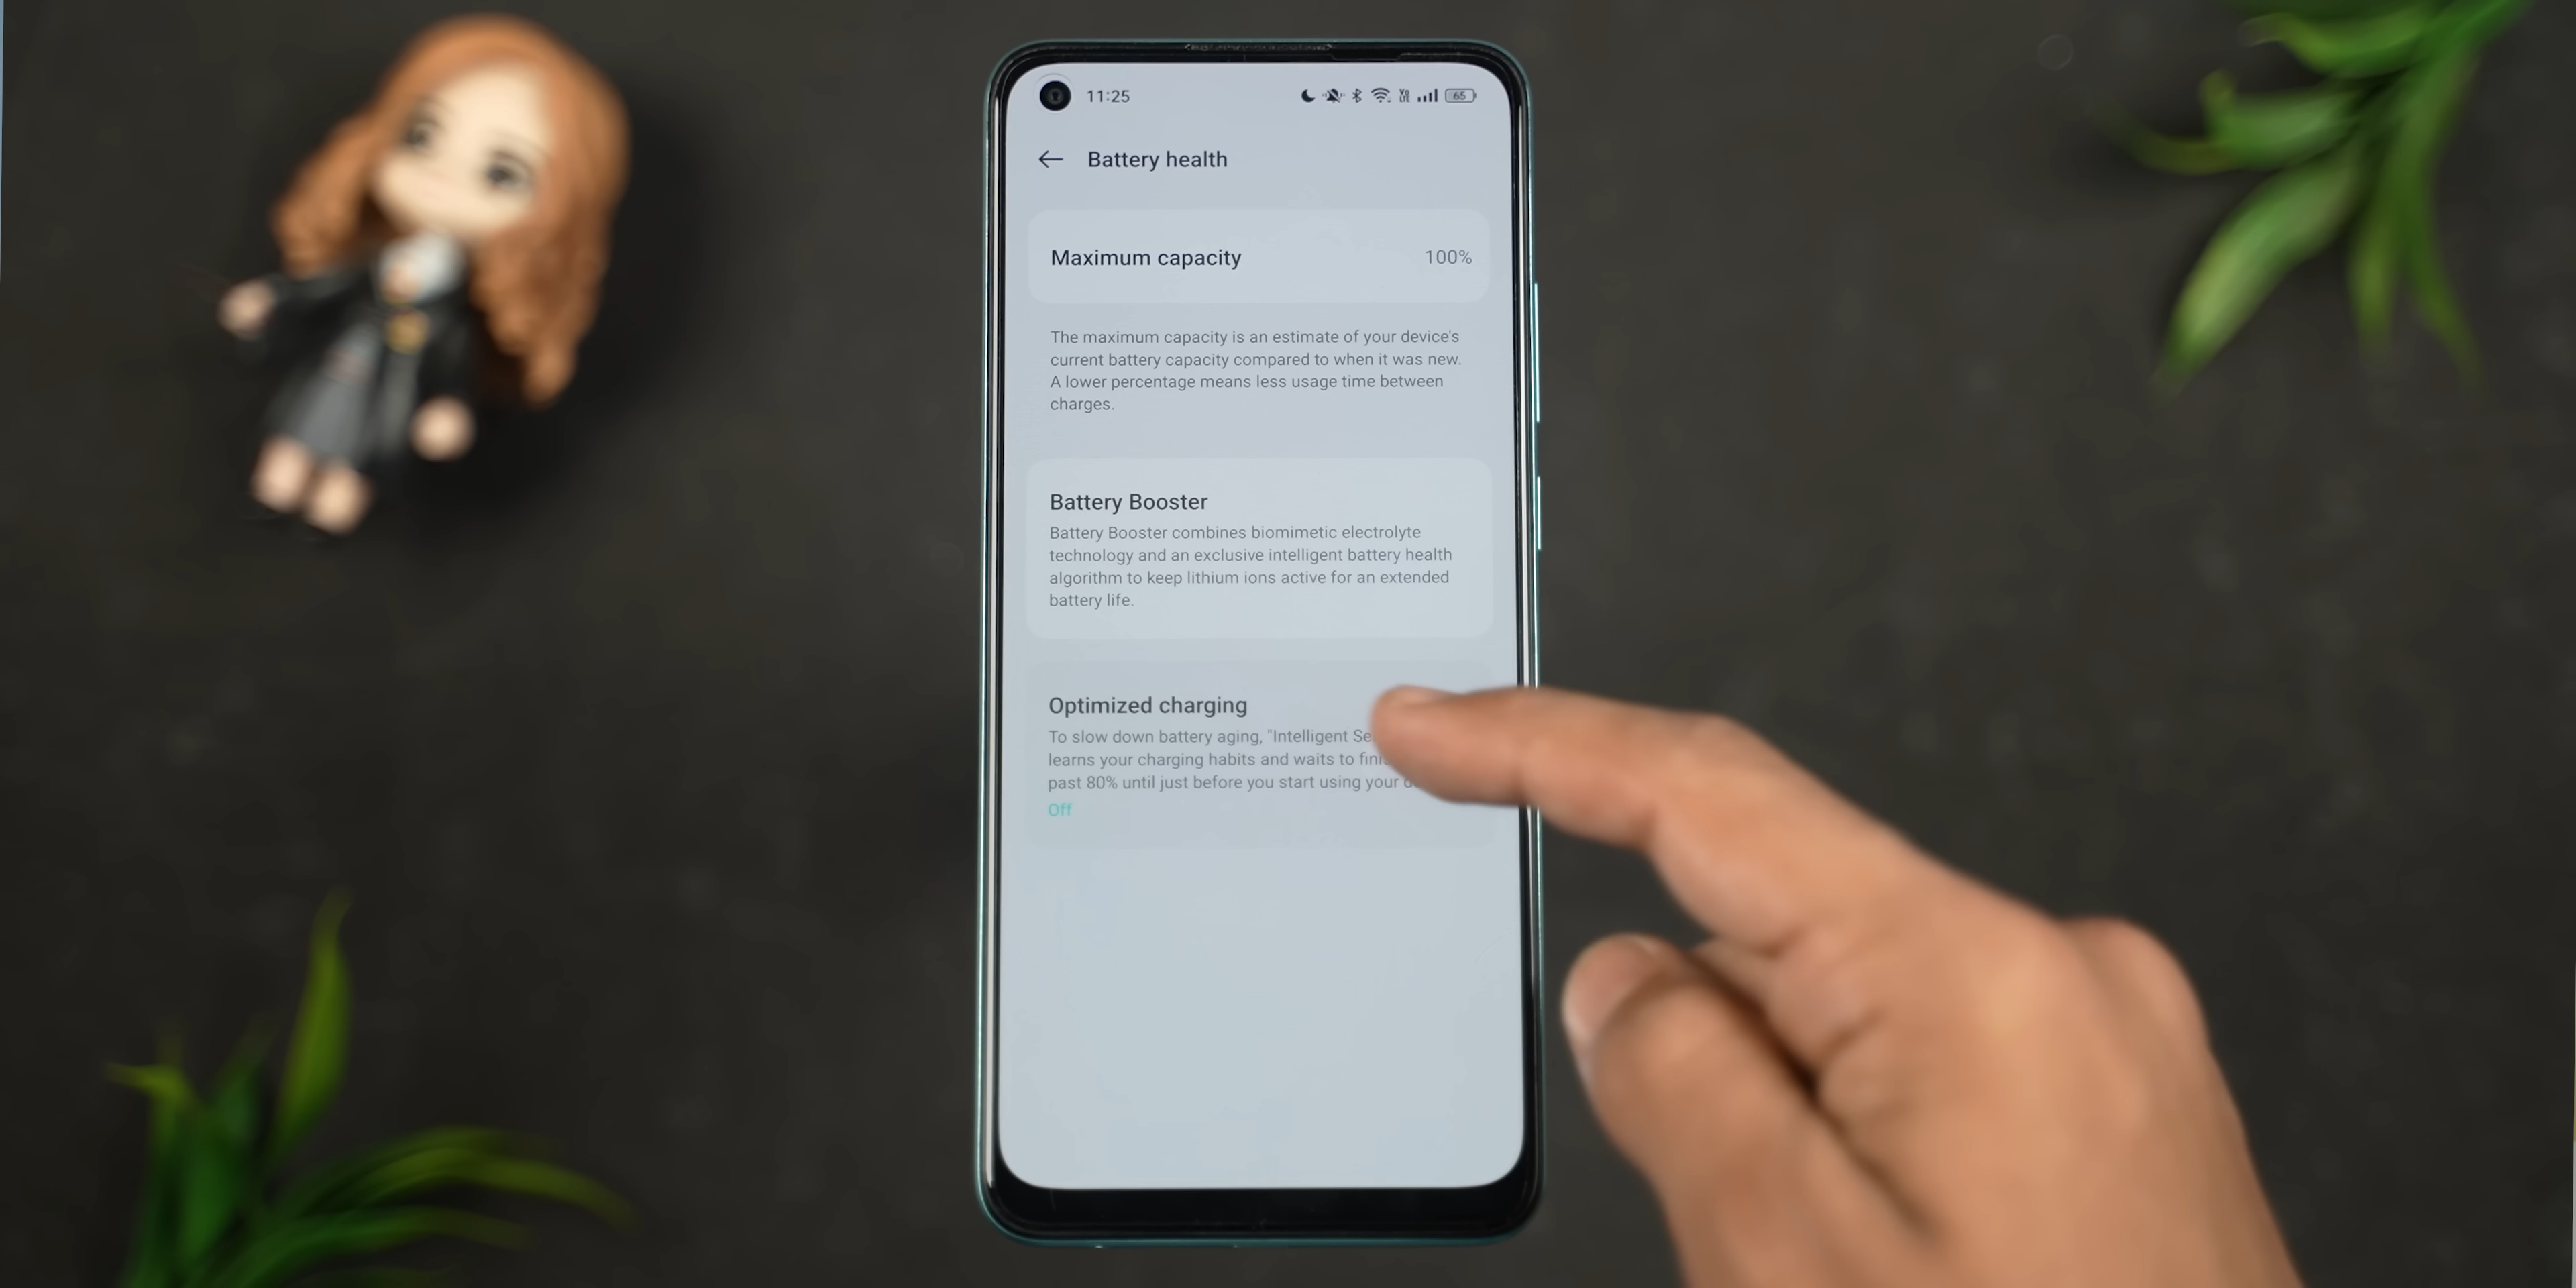 11:25
Vo LTE
65
Battery health
Maximum capacity 100%
The maximum capacity is an estimate of your device's
current battery capacity compared to when it was new.
A lower percentage means less usage time between
charges.
Battery Booster
Battery Booster combines biomimetic electrolyte
technology and an exclusive intelligent battery health
algorithm to keep lithium ions active for an extended
battery life.
Optimized charging
To slow down battery aging, "Intelligent
learns your charging habits and waits to
past 80% until just before you start using your
Off